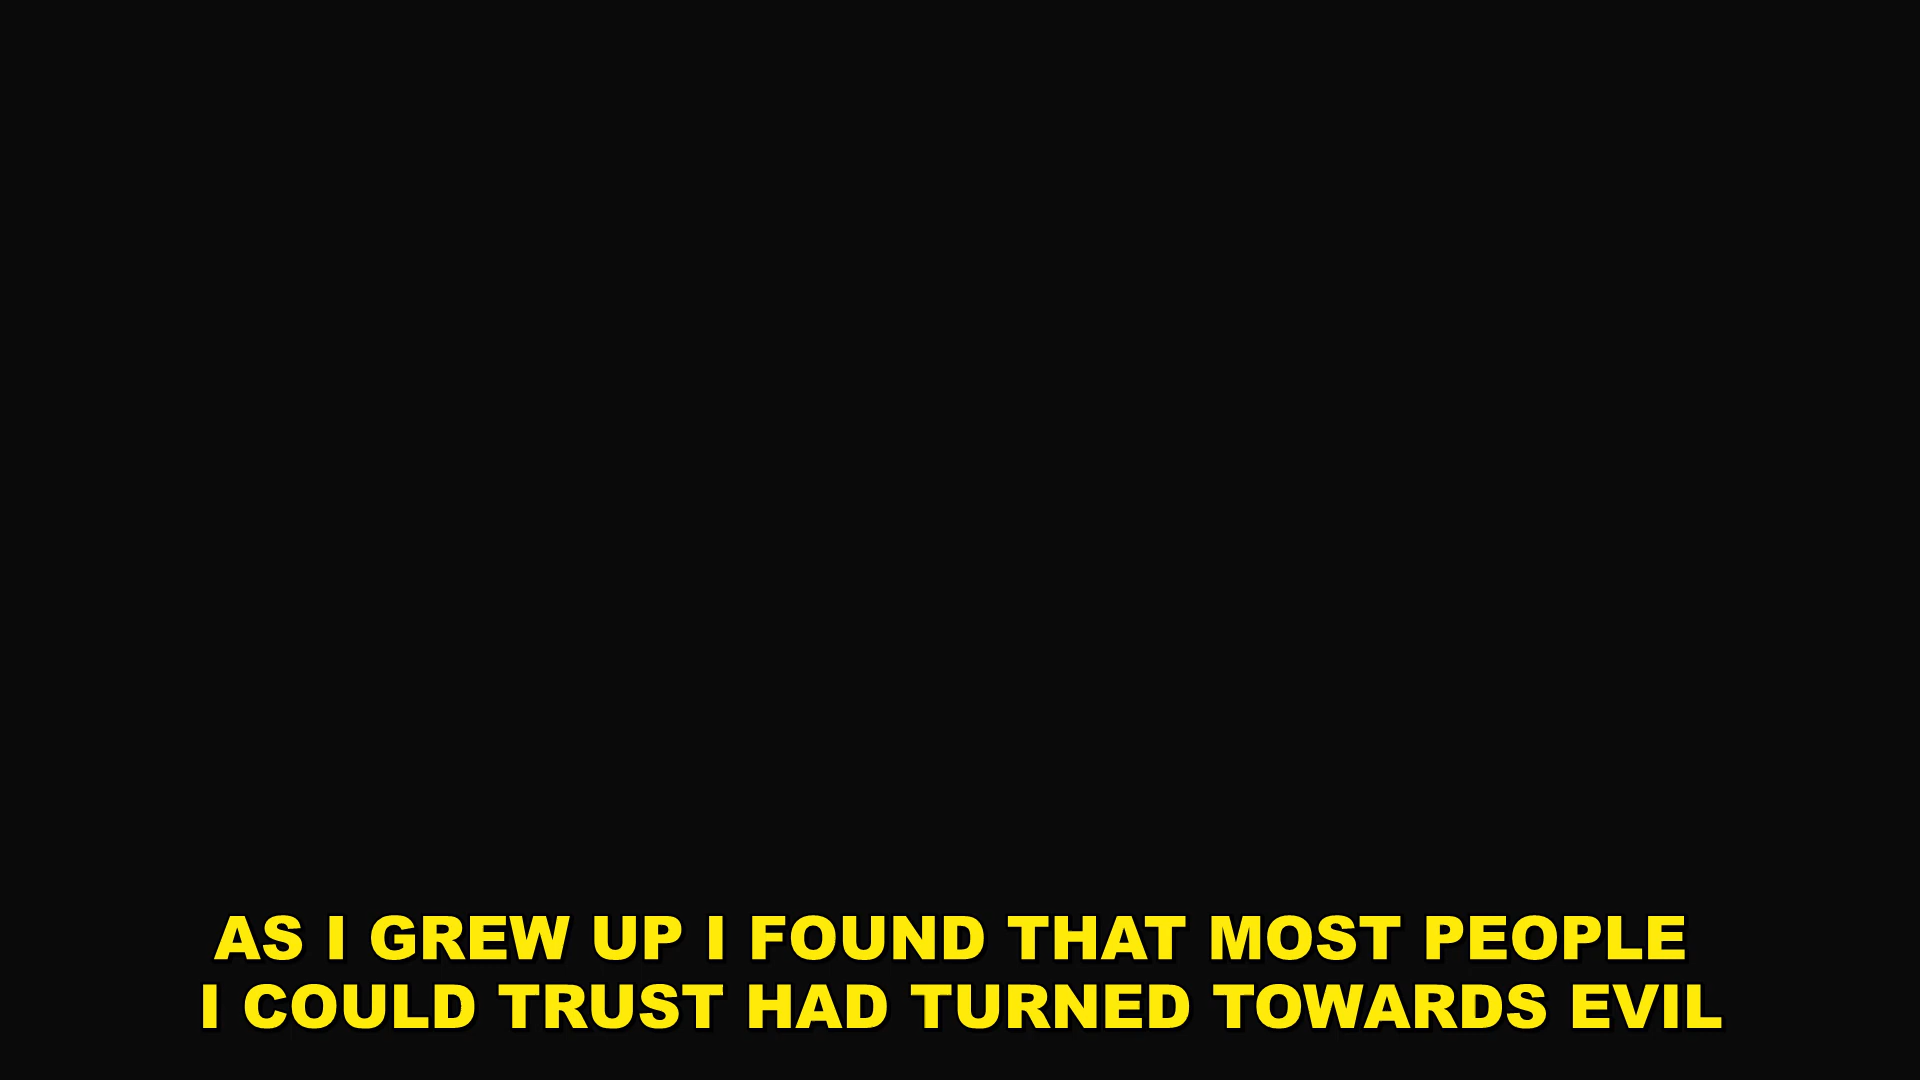 AS I GREW UP I FOUND THAT MOST PEOPLE
I COULD TRUST HAD TURNED TOWARDS EVIL